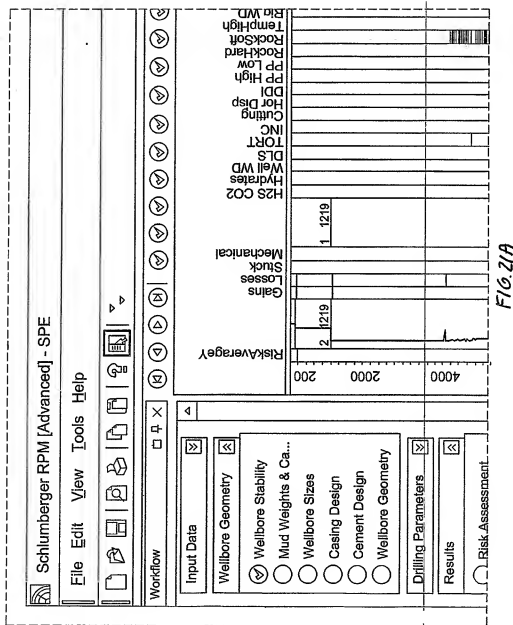 Schlumberger RPM [Advanced] - SPE
File Edit View Tools Help
Workflow
Input Data
Wellbore Geometry
Wellbore Stability
Mud Weights & Ca...
Wellbore Sizes
Casing Design
Cement Design
Wellbore Geometry
Drilling Parameters
Results
Risk Assessment
RiskAverageY
Gains
Losses
Stuck
Mechanical
H2S CO2
Hydrates
Well WD
DLS
TORT
INC
Cutting
Hor Disp
DDI
PP High
PP Low
RockHard
RockSoft
TempHigh
Rig WD
2 1219
1 1219
200
2000
4000
FIG.21A